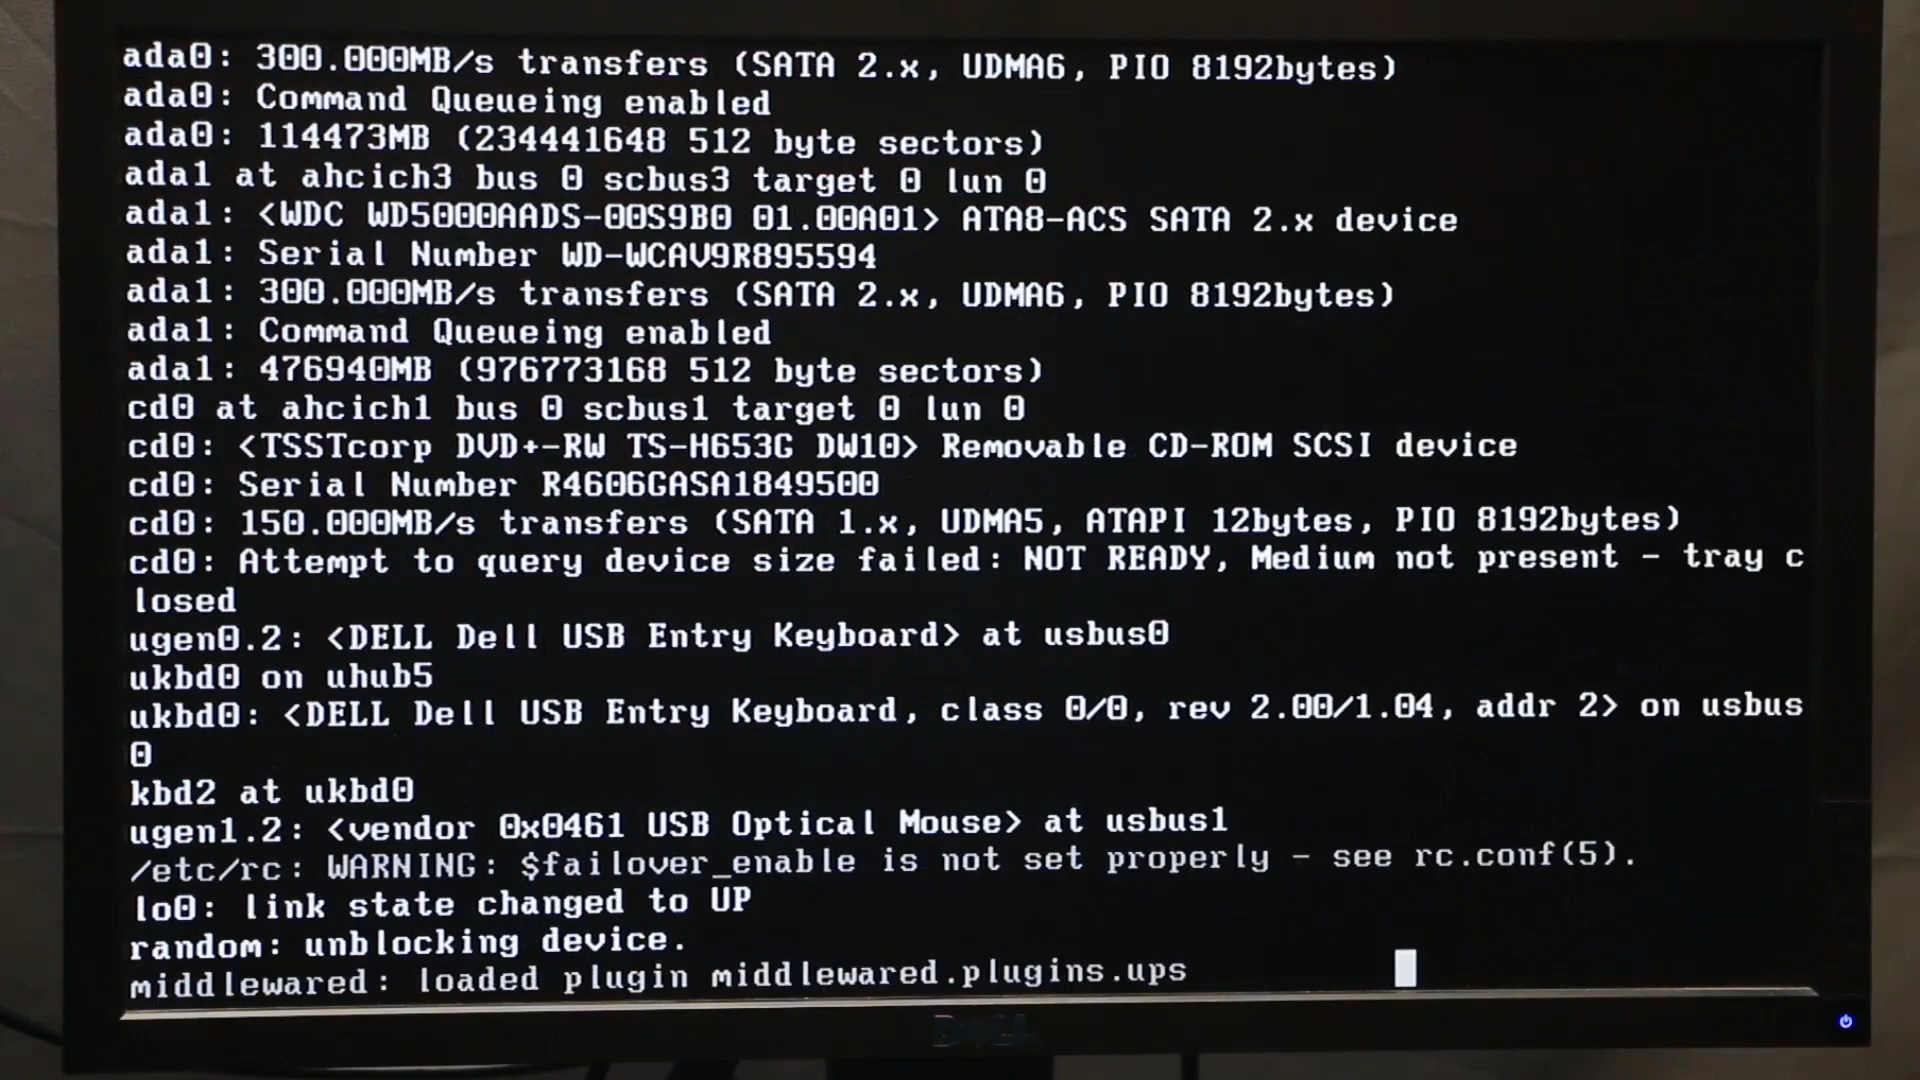 ada0: 300.000MB/s transfers (SATA 2.x, UDMA6, PIO 8192bytes)
ada0: Command Queueing enabled
ada0: 114473MB (234441648 512 byte sectors)
ada1 at ahcich3 bus 0 scbus3 target 0 lun 0
ada1: <WDC WD5000AADS-00S9B0 01.00A01> ATA8-ACS SATA 2.x device
ada1: Serial Number WD-WCAV9R895594
ada1: 300.000MB/s transfers (SATA 2.x, UDMA6, PIO 8192bytes)
ada1: Command Queueing enabled
ada1: 476940MB (976773168 512 byte sectors)
cd0 at ahcich1 bus 0 scbus1 target 0 lun 0
cd0: <TSSTcorp DVD+-RW TS-H653G DW10> Removable CD-ROM SCSI device
cd0: Serial Number R4606GASA1849500
cd0: 150.000MB/s transfers (SATA 1.x, UDMA5, ATAPI 12bytes, PIO 8192bytes)
cd0: Attempt to query device size failed: NOT READY, Medium not present - tray c
losed
ugen0.2: <DELL Dell USB Entry Keyboard> at usbus0
ukbd0 on uhub5
ukbd0: <DELL Dell USB Entry Keyboard, class 0/0, rev 2.00/1.04, addr 2> on usbus
0
kbd2 at ukbd0
ugen1.2: <vendor 0x0461 USB Optical Mouse> at usbus1
/etc/rc: WARNING: $failover_enable is not set properly - see rc.conf(5).
lo0: link state changed to UP
random: unblocking device.
middlewared: loaded plugin middlewared.plugins.ups
DELL